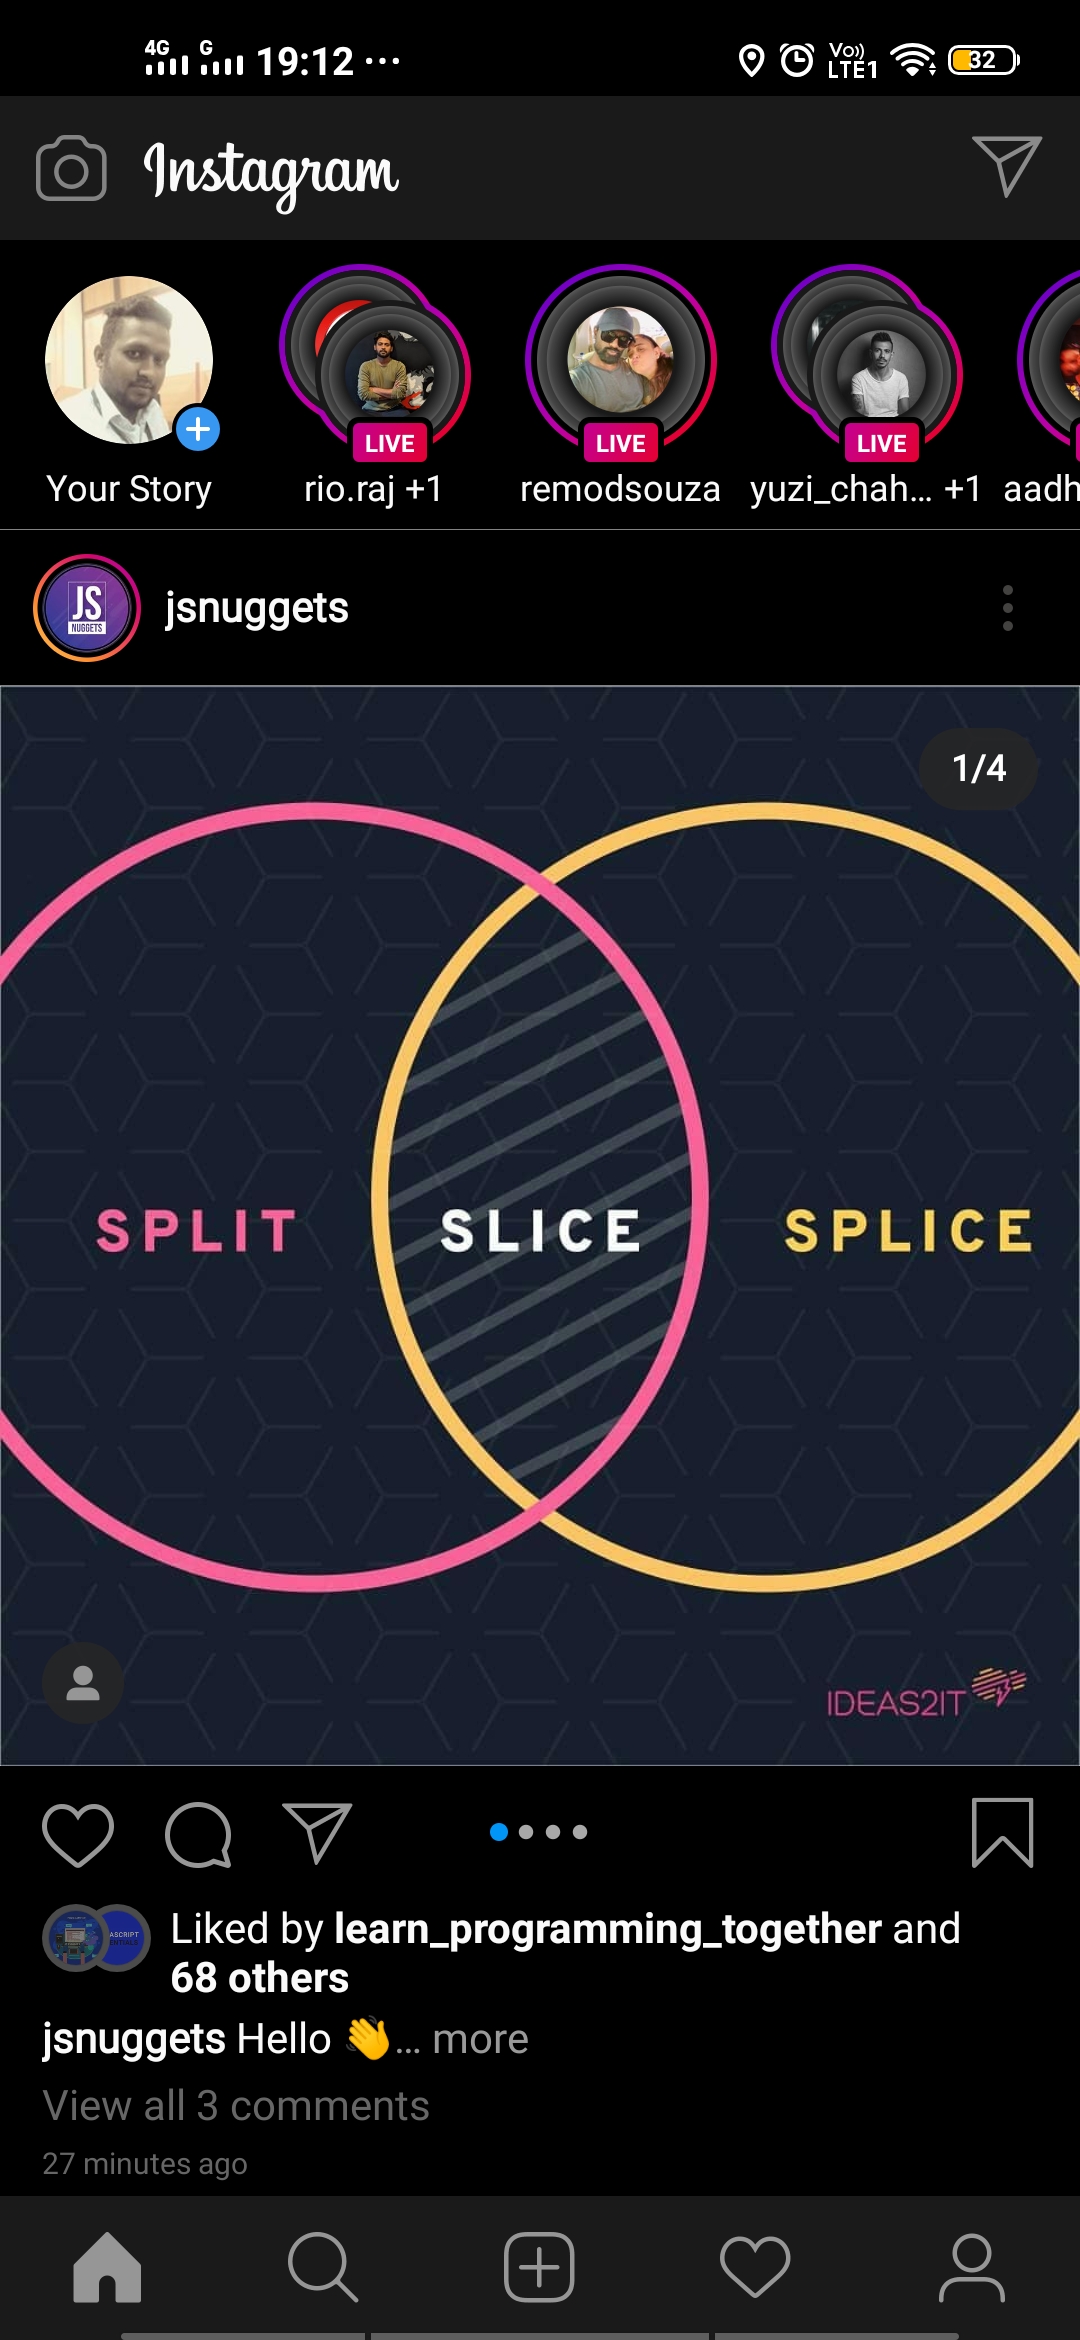 4G G 19:12 ... Vo)) LTE1 32
Instagram
LIVE LIVE LIVE
Your Story rio.raj +1 remodsouza yuzi_chah... +1 aadh
JS NUGGETS jsnuggets
1/4
SPLIT SLICE SPLICE
IDEAS2IT
Liked by learn_programming_together and
68 others
jsnuggets Hello 👋... more
View all 3 comments
27 minutes ago